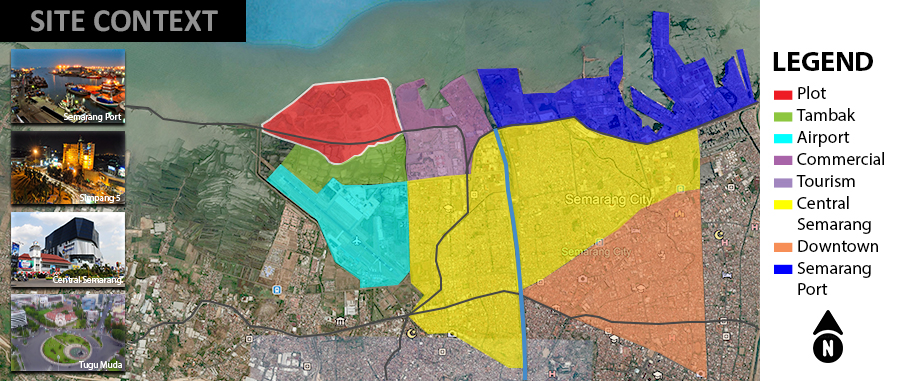 SITE CONTEXT
Semarang Port
Simpang 5
Central Semarang
Tugu Muda
Semarang City
Semarang City
LEGEND
Plot
Tambak
Airport
Commercial
Tourism
Central
Semarang
Downtown
Semarang
Port
N